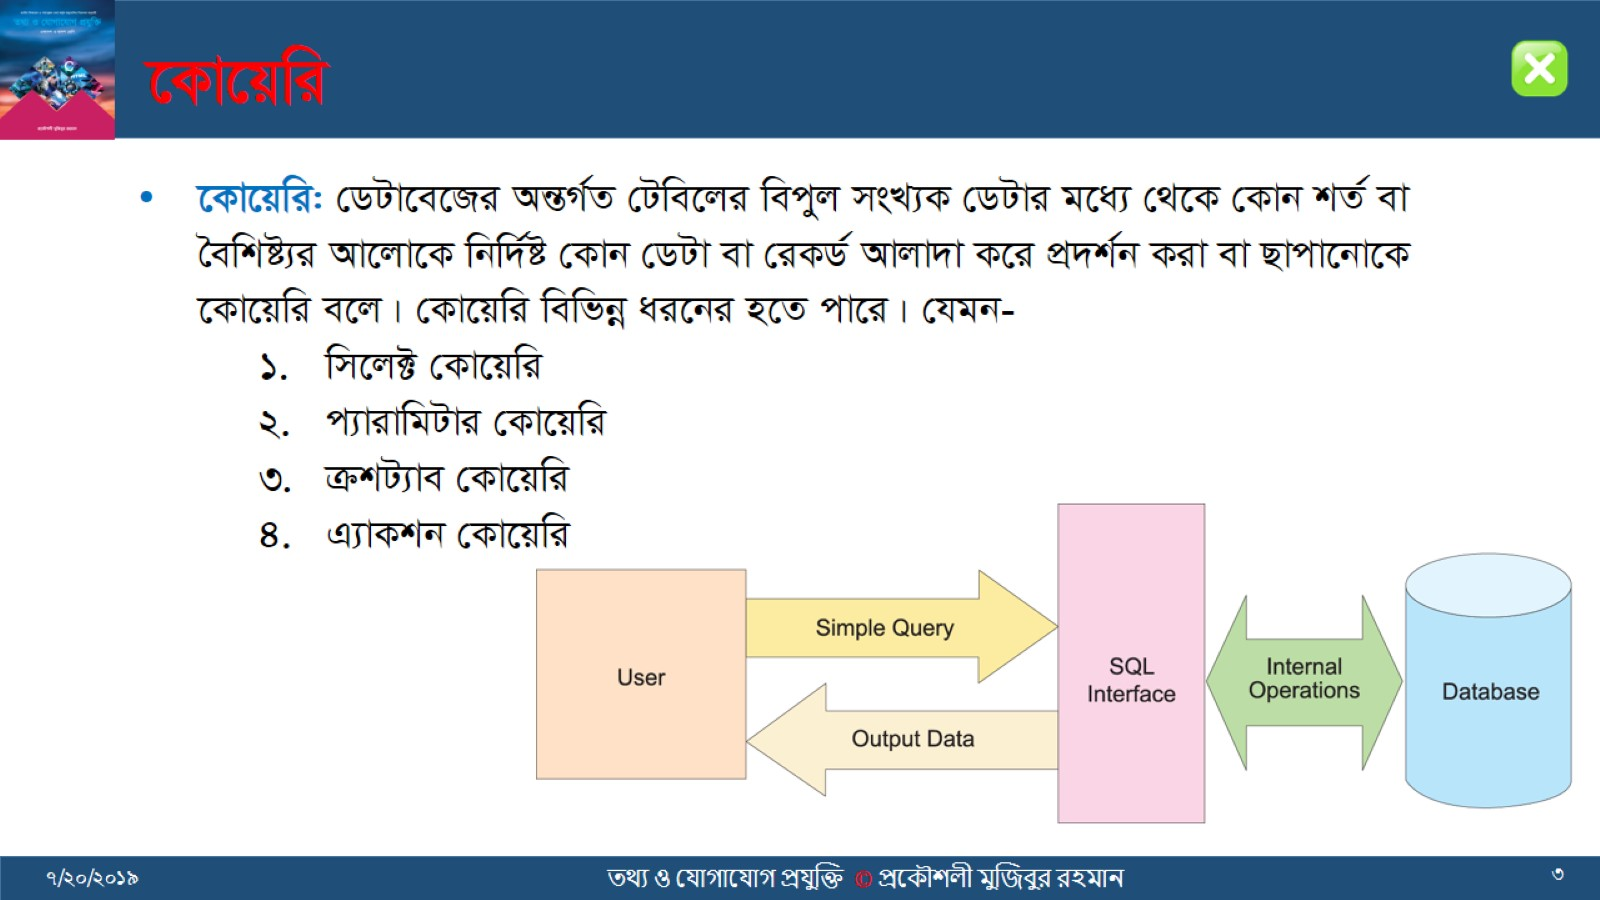 তথ্য ও যোগাযোগ প্রযুক্তি
কোয়েরি
• কোয়েরি: ডেটাবেজের অন্তর্গত টেবিলের বিপুল সংখ্যক ডেটার মধ্যে থেকে কোন শর্ত বা
বৈশিষ্ট্যর আলোকে নির্দিষ্ট কোন ডেটা বা রেকর্ড আলাদা করে প্রদর্শন করা বা ছাপানোকে
কোয়েরি বলে। কোয়েরি বিভিন্ন ধরনের হতে পারে। যেমন-
১. সিলেক্ট কোয়েরি
২. প্যারামিটার কোয়েরি
৩. ক্রশট্যাব কোয়েরি
৪. এ্যাকশন কোয়েরি
User
Simple Query
Output Data
SQL
Interface
Internal
Operations
Database
৭/২০/২০১৯
তথ্য ও যোগাযোগ প্রযুক্তি © প্রকৌশলী মুজিবুর রহমান
৩